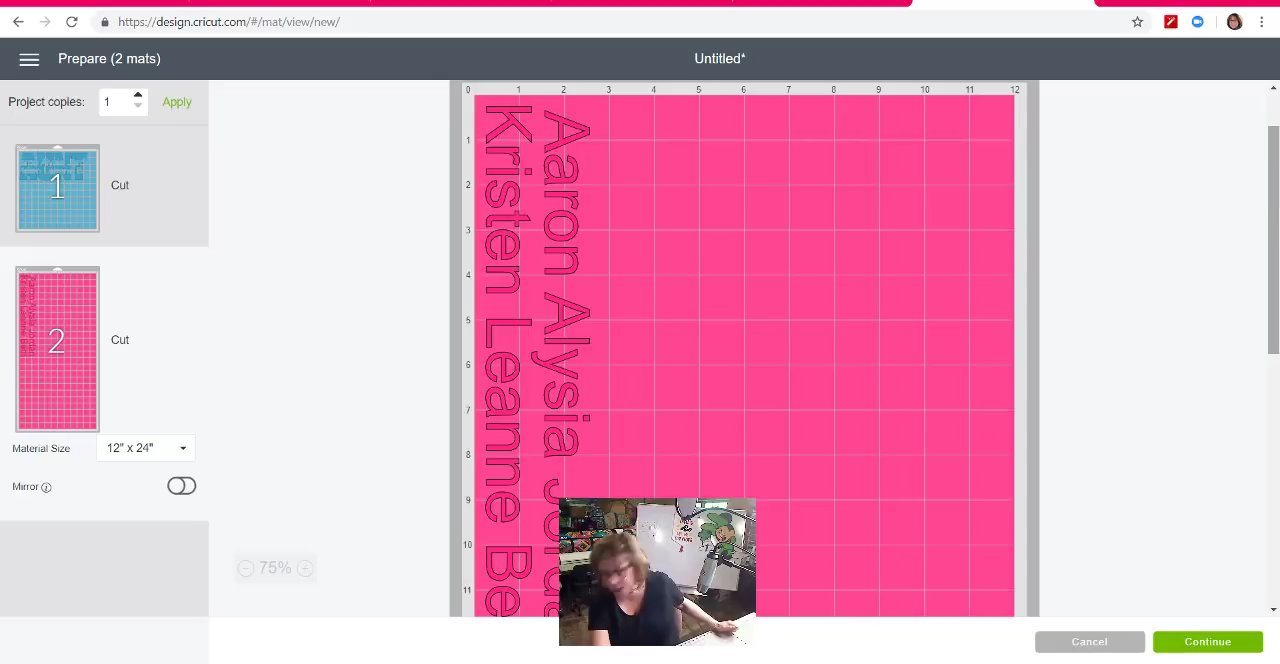 https://design.cricut.com/#/mat/view/new/
Prepare (2 mats)
Untitled*
Project copies:
1
Apply
0 1 2 3 4 5 6 7 8 9 10 11 12
1
2
3
4
5
6
7
8
9
10
11
Aaron Alysia
Kristen Leanne Be
1
Cut
2
Cut
Material Size
12" x 24"
Mirror
75%
Cancel
Continue